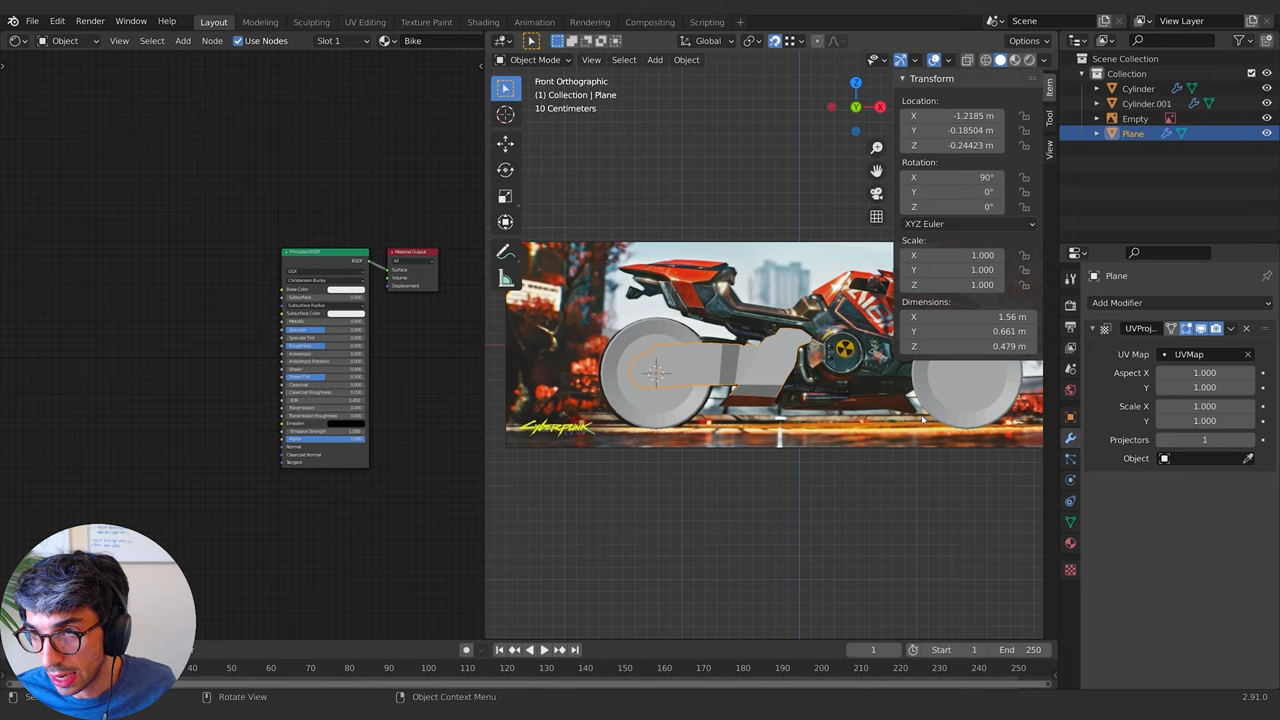 File Edit Render Window Help Layout Modeling Sculpting UV Editing Texture Paint Shading Animation Rendering Compositing Scripting + Scene View Layer
Object View Select Add Node Use Nodes Slot 1 Bike Global Options
Object Mode View Select Add Object
Front Orthographic
(1) Collection | Plane
10 Centimeters
Z
X
Y
Transform
Location:
X -1.2185 m
Y -0.18504 m
Z -0.24423 m
Rotation:
X 90°
Y 0°
Z 0°
XYZ Euler
Scale:
X 1.000
Y 1.000
Z 1.000
Dimensions:
X 1.56 m
Y 0.661 m
Z 0.479 m
Item
Tool
View
Scene Collection
Collection
Cylinder
Cylinder.001
Empty
Plane
Plane
Add Modifier
UVProj...
UV Map UVMap
Aspect X 1.000
Y 1.000
Scale X 1.000
Y 1.000
Projectors 1
Object
Principled BSDF
BSDF
GGX
Christensen-Burley
Base Color
Subsurface 0.000
Subsurface Radius
Subsurface Color
Metallic 0.000
Specular 0.500
Specular Tint 0.000
Roughness 0.500
Anisotropic 0.000
Anisotropic Rotation 0.000
Sheen 0.000
Sheen Tint 0.500
Clearcoat 0.000
Clearcoat Roughness 0.030
IOR 1.450
Transmission 0.000
Transmission Roughness 0.000
Emission
Emission Strength 1.000
Alpha 1.000
Normal
Clearcoat Normal
Tangent
Material Output
All
Surface
Volume
Displacement
CYBERPUNK
1 Start 1 End 250
30 40 50 60 70 80 90 100 110 120 130 140 150 160 170 180 190 200 210 220 230 240 250
Rotate View Object Context Menu 2.91.0